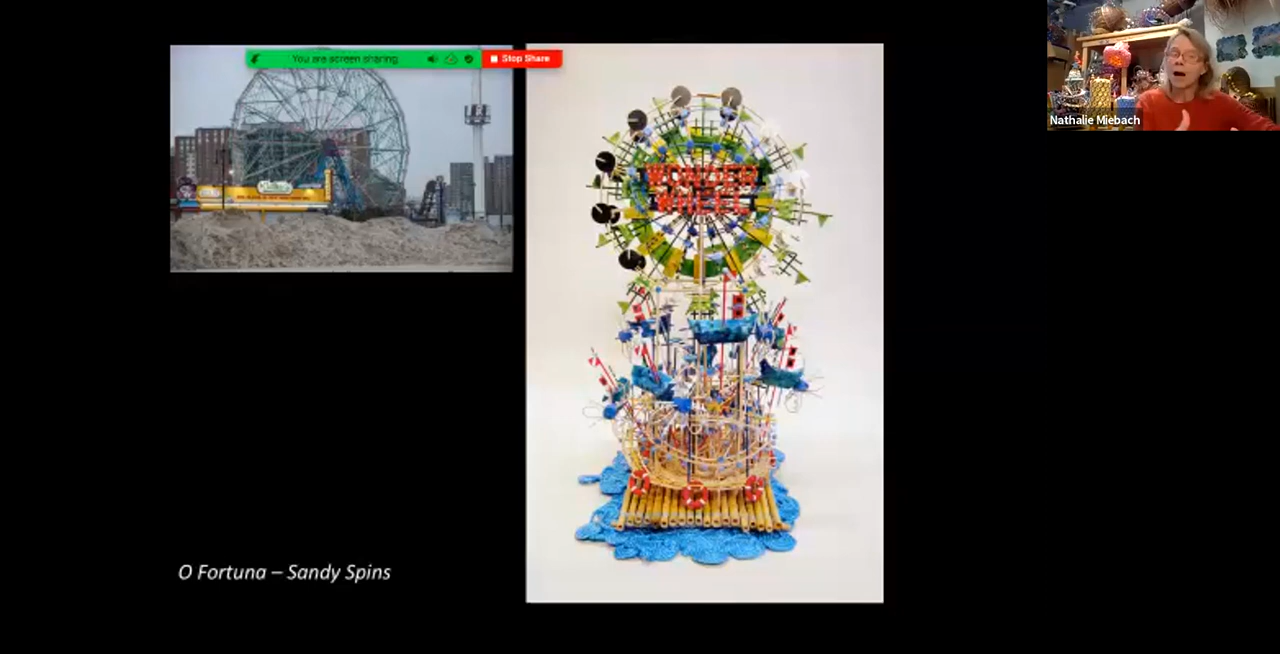 You are screen sharing
Stop Share
Nathalie Miebach
WONDER
WHEEL
O Fortuna – Sandy Spins